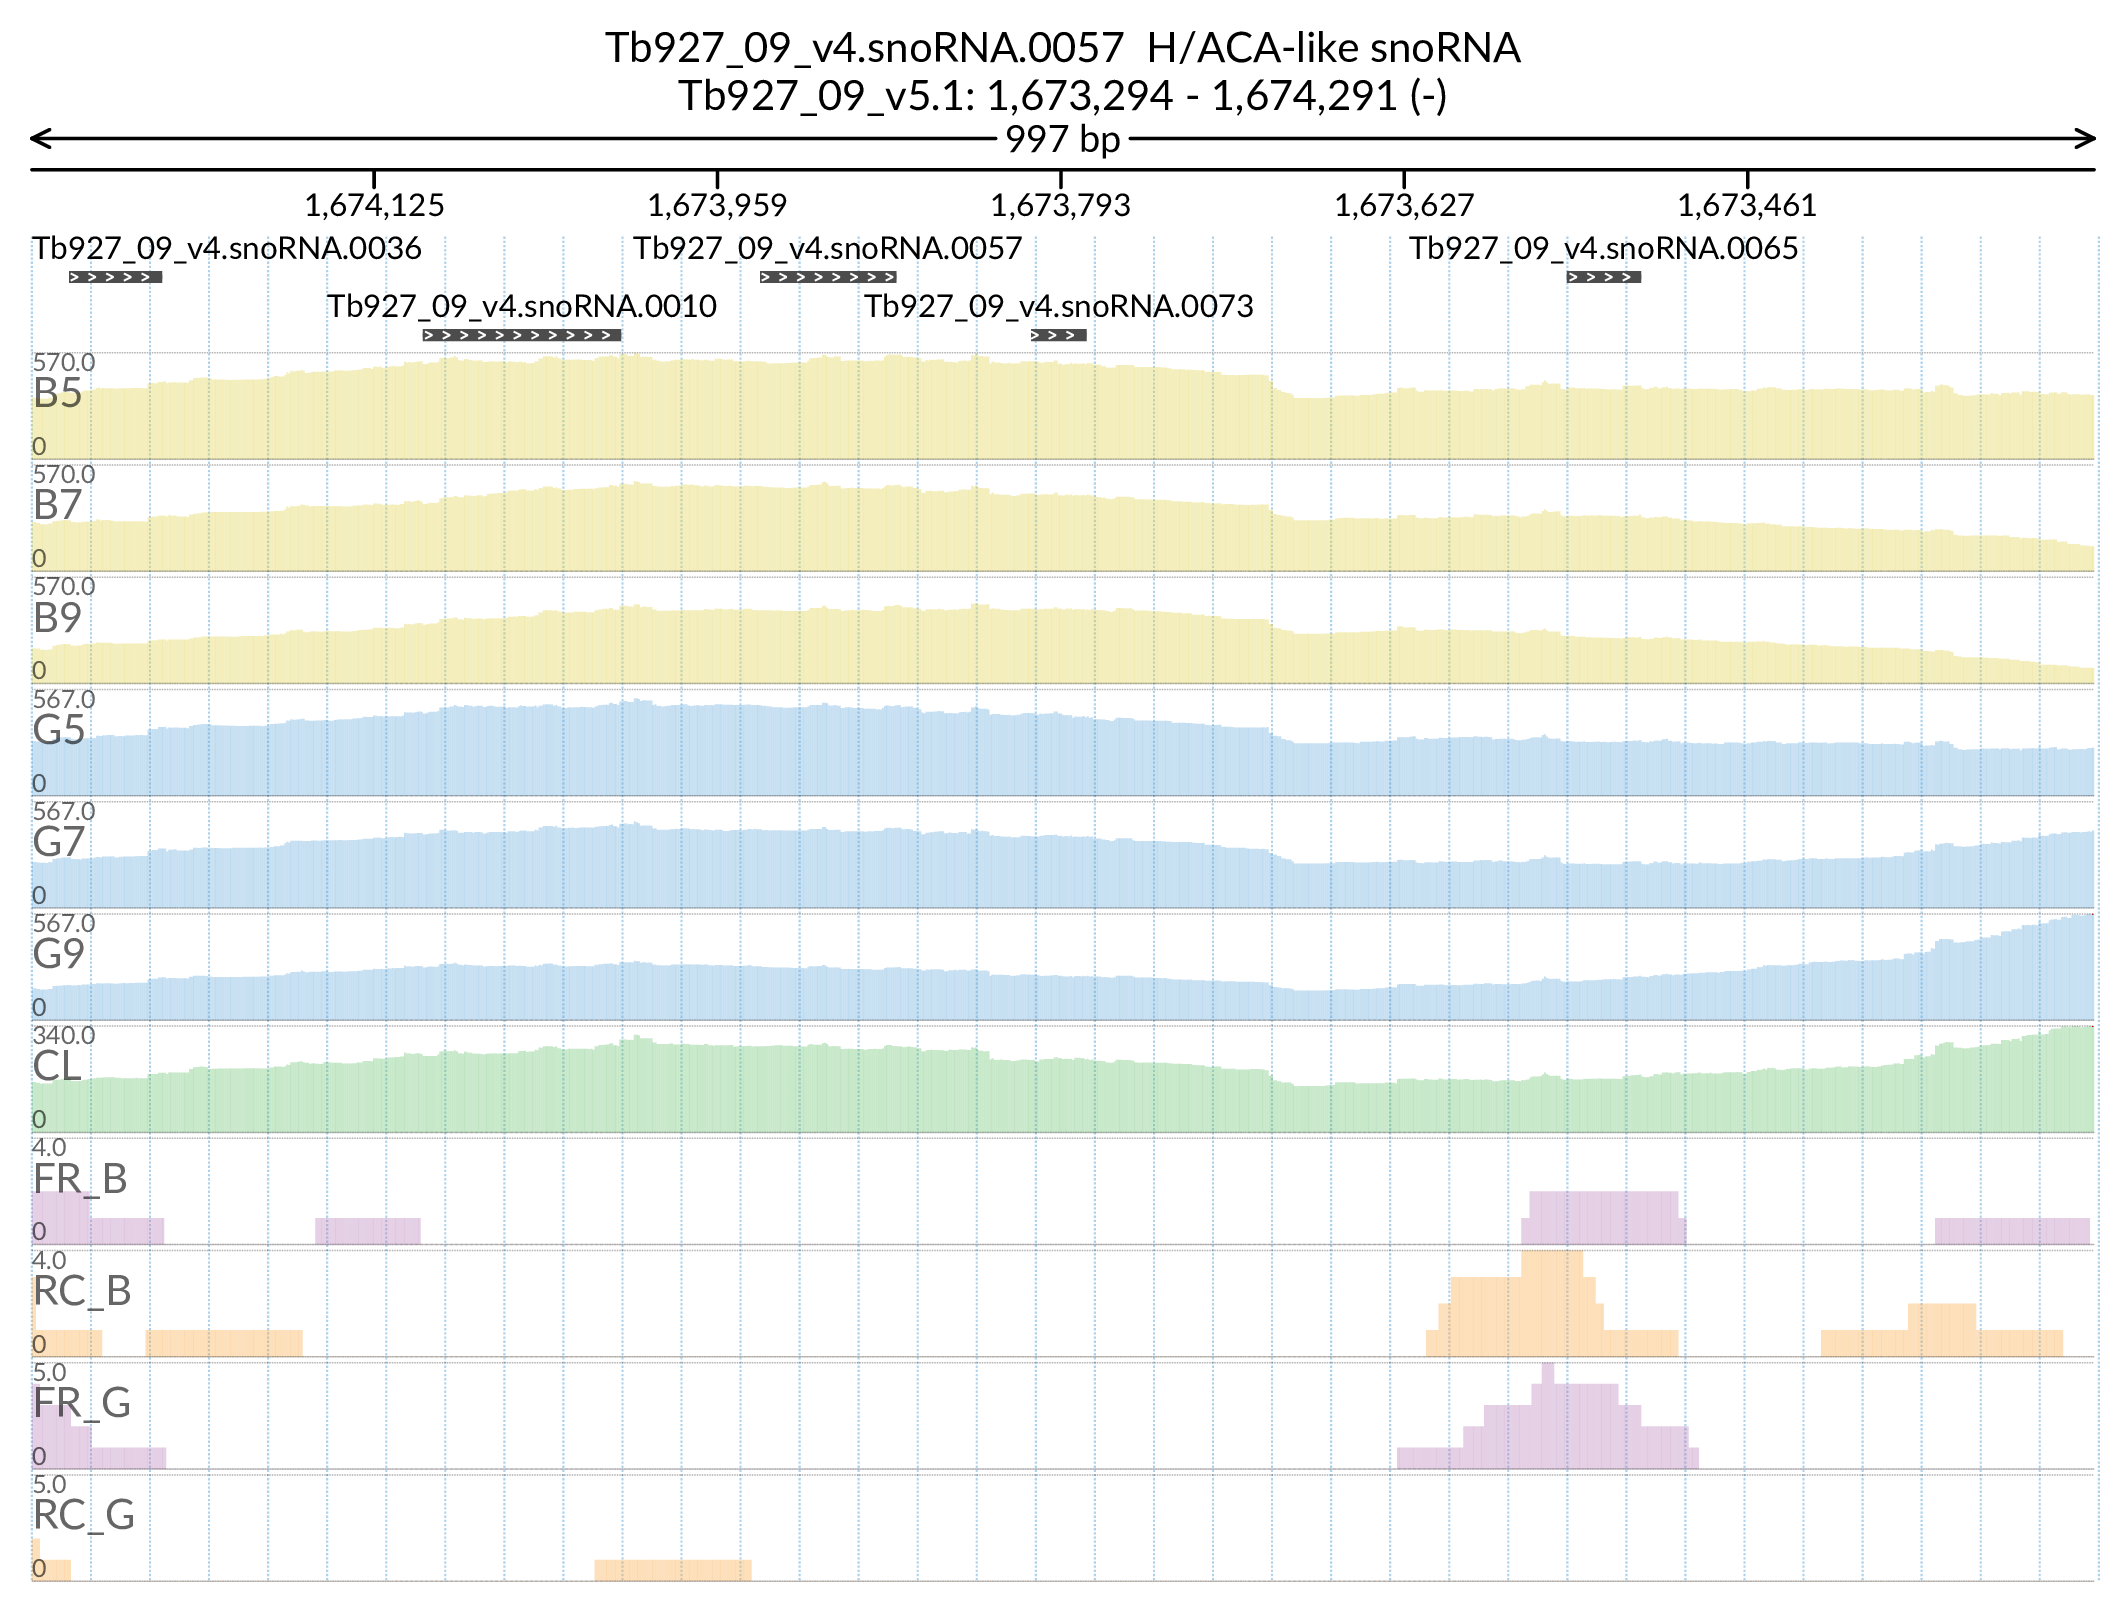 Tb927_09_v4.snoRNA.0057 H/ACA-like snoRNA
Tb927_09_v5.1: 1,673,294 - 1,674,291 (-)
997 bp
1,674,125 1,673,959 1,673,793 1,673,627 1,673,461
Tb927_09_v4.snoRNA.0036 Tb927_09_v4.snoRNA.0057 Tb927_09_v4.snoRNA.0065
Tb927_09_v4.snoRNA.0010 Tb927_09_v4.snoRNA.0073
570.0
B5
0
570.0
B7
0
570.0
B9
0
567.0
G5
0
567.0
G7
0
567.0
G9
0
340.0
CL
0
4.0
FR_B
0
4.0
RC_B
0
5.0
FR_G
0
5.0
RC_G
0